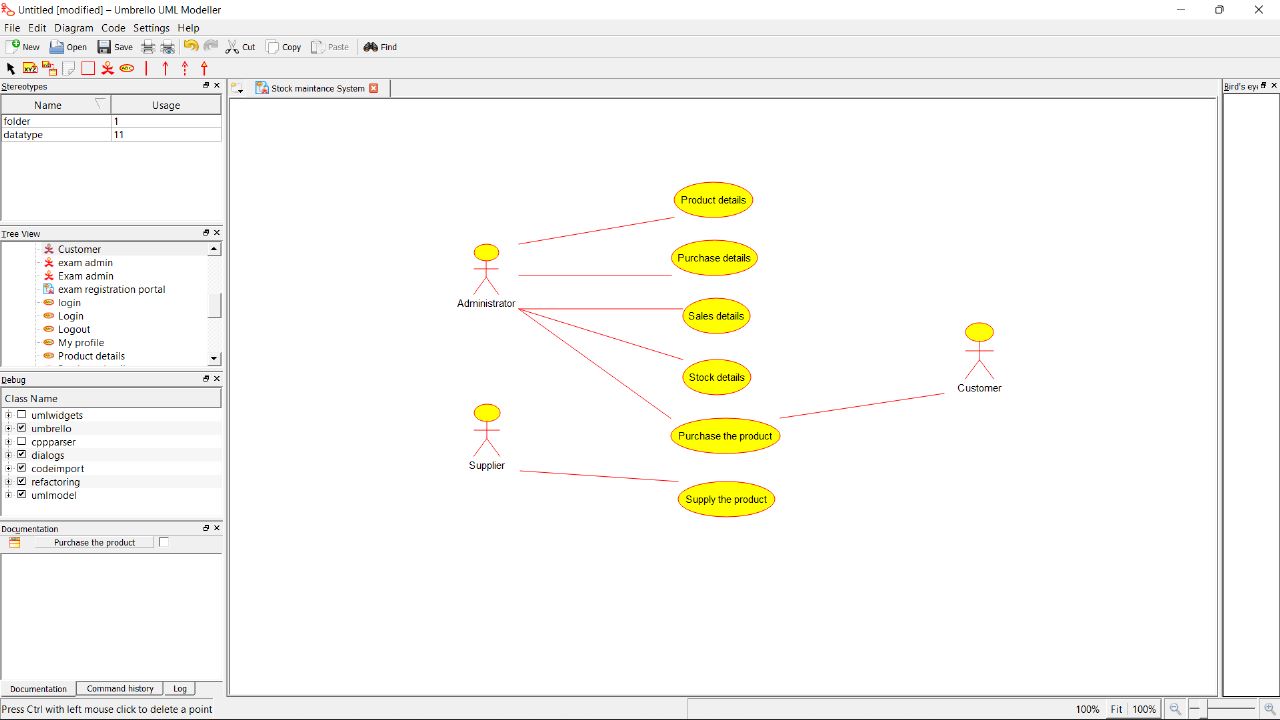 Untitled [modified] – Umbrello UML Modeller
File Edit Diagram Code Settings Help
New Open Save Cut Copy Paste Find
Stereotypes
Name Usage
folder 1
datatype 11
Tree View
Customer
exam admin
Exam admin
exam registration portal
login
Login
Logout
My profile
Product details
Debug
Class Name
umlwidgets
umbrello
cppparser
dialogs
codeimport
refactoring
umlmodel
Documentation
Purchase the product
Documentation Command history Log
Press Ctrl with left mouse click to delete a point
Stock maintance System
Product details
Purchase details
Administrator
Sales details
Stock details
Customer
Purchase the product
Supplier
Supply the product
Bird's eye
100% Fit 100%